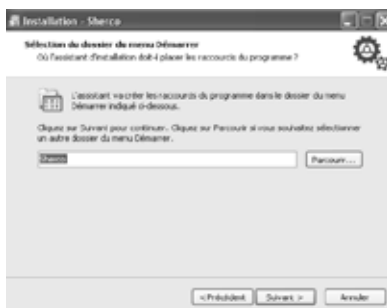 Installation - Sherco
Sélection du dossier du menu Démarrer
Où l'assistant d'installation doit-il placer les raccourcis du programme ?
L'assistant va créer les raccourcis du programme dans le dossier du menu
Démarrer indiqué ci-dessous.
Cliquez sur Suivant pour continuer. Cliquez sur Parcourir si vous souhaitez sélectionner
un autre dossier du menu Démarrer.
Sherco
Parcourir...
< Précédent
Suivant >
Annuler